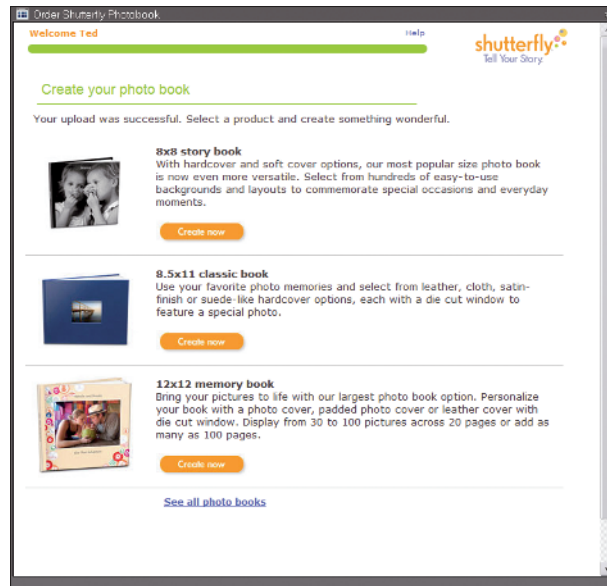 Order Shutterfly Photobook
Welcome Ted
Help
shutterfly
Tell Your Story.
Create your photo book
Your upload was successful. Select a product and create something wonderful.
8x8 story book
With hardcover and soft cover options, our most popular size photo book
is now even more versatile. Select from hundreds of easy-to-use
backgrounds and layouts to commemorate special occasions and everyday
moments.
Create now
8.5x11 classic book
Use your favorite photo memories and select from leather, cloth, satin-
finish or suede-like hardcover options, each with a die cut window to
feature a special photo.
Create now
12x12 memory book
Bring your pictures to life with our largest photo book option. Personalize
your book with a photo cover, padded photo cover or leather cover with
die cut window. Display from 30 to 100 pictures across 20 pages or add as
many as 100 pages.
Create now
See all photo books